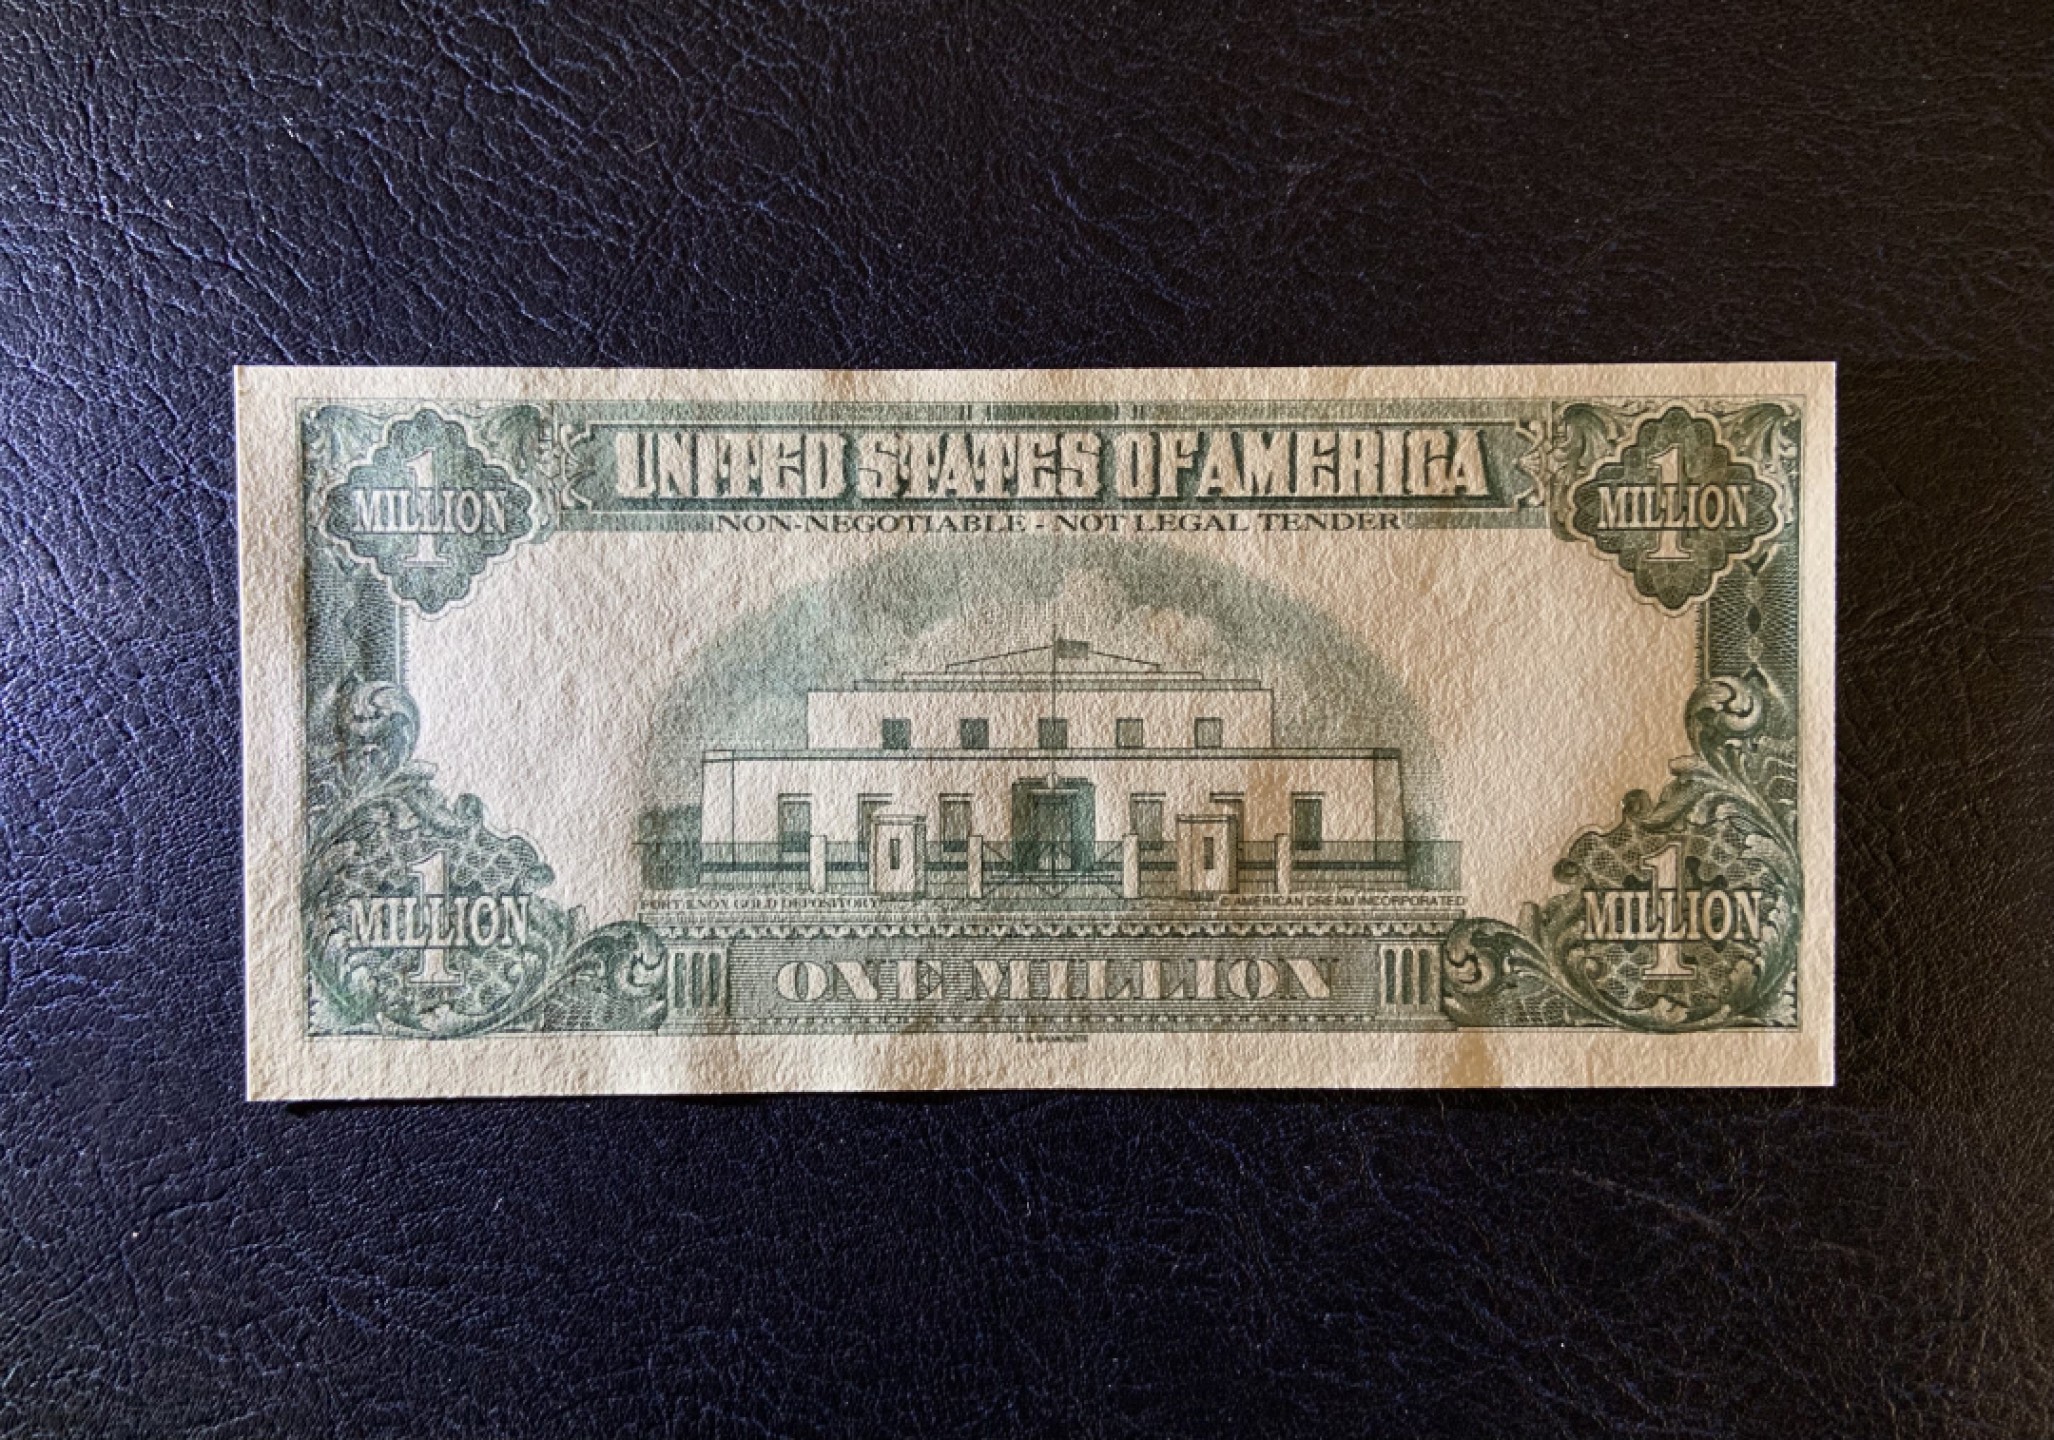 1 MILLION
UNITED STATES OF AMERICA
1 MILLION
NON-NEGOTIABLE - NOT LEGAL TENDER
FORT KNOX GOLD DEPOSITORY
© AMERICAN DREAM INCORPORATED
1 MILLION
1 MILLION
ONE MILLION